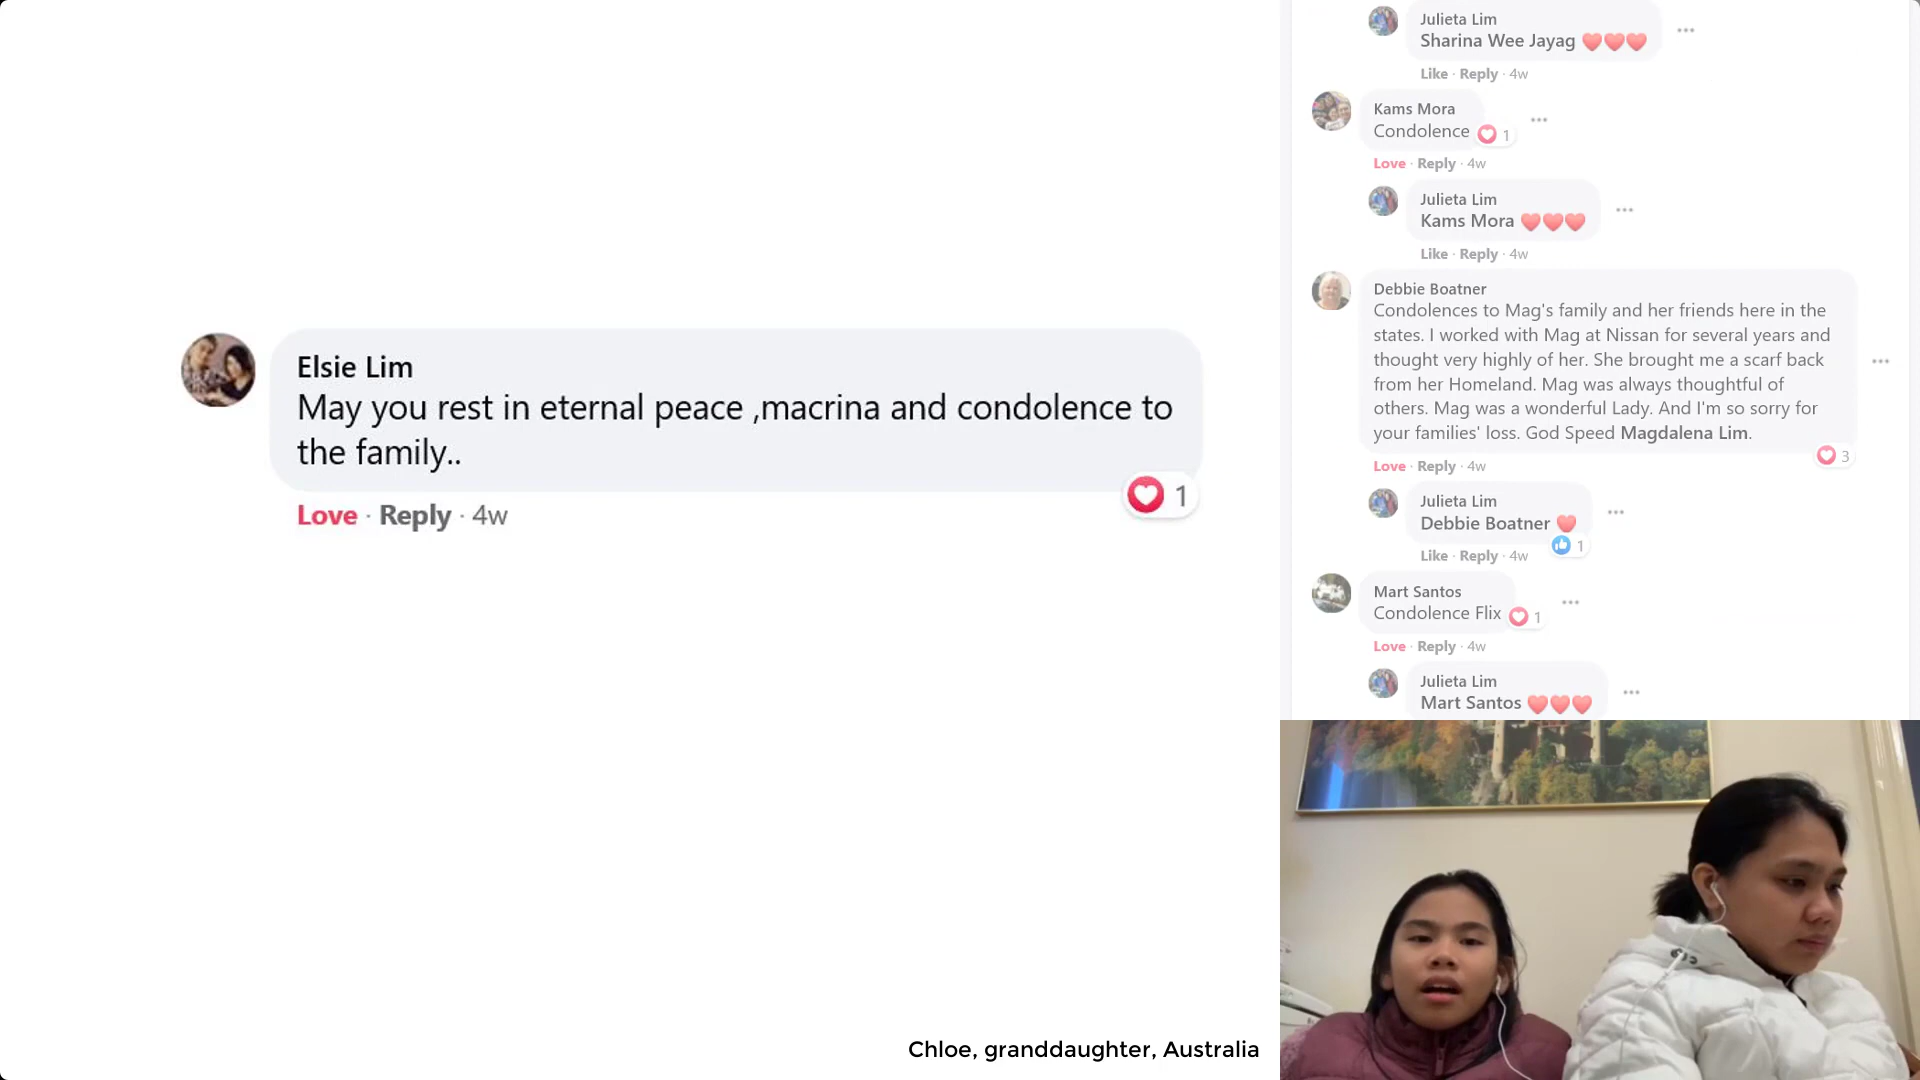 Elsie Lim
May you rest in eternal peace ,macrina and condolence to
the family..
1
Love · Reply · 4w
Chloe, granddaughter, Australia
Julieta Lim
Sharina Wee Jayag ❤❤❤
Like · Reply · 4w
Kams Mora
Condolence
1
Love · Reply · 4w
Julieta Lim
Kams Mora ❤❤❤
Like · Reply · 4w
Debbie Boatner
Condolences to Mag's family and her friends here in the
states. I worked with Mag at Nissan for several years and
thought very highly of her. She brought me a scarf back
from her Homeland. Mag was always thoughtful of
others. Mag was a wonderful Lady. And I'm so sorry for
your families' loss. God Speed Magdalena Lim.
3
Love · Reply · 4w
Julieta Lim
Debbie Boatner ❤
1
Like · Reply · 4w
Mart Santos
Condolence Flix
1
Love · Reply · 4w
Julieta Lim
Mart Santos ❤❤❤